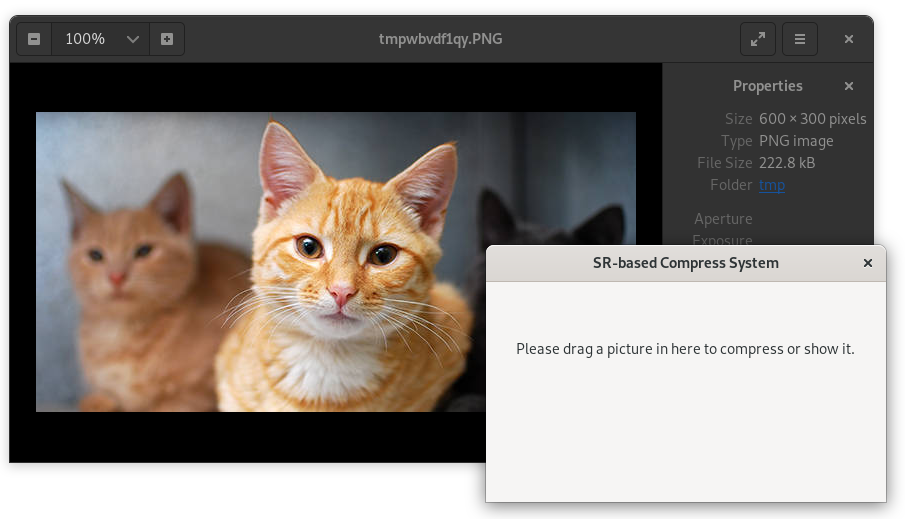 100%
tmpwbvdf1qy.PNG
Properties
Size 600 × 300 pixels
Type PNG image
File Size 222.8 kB
Folder tmp
Aperture
Exposure
SR-based Compress System
Please drag a picture in here to compress or show it.